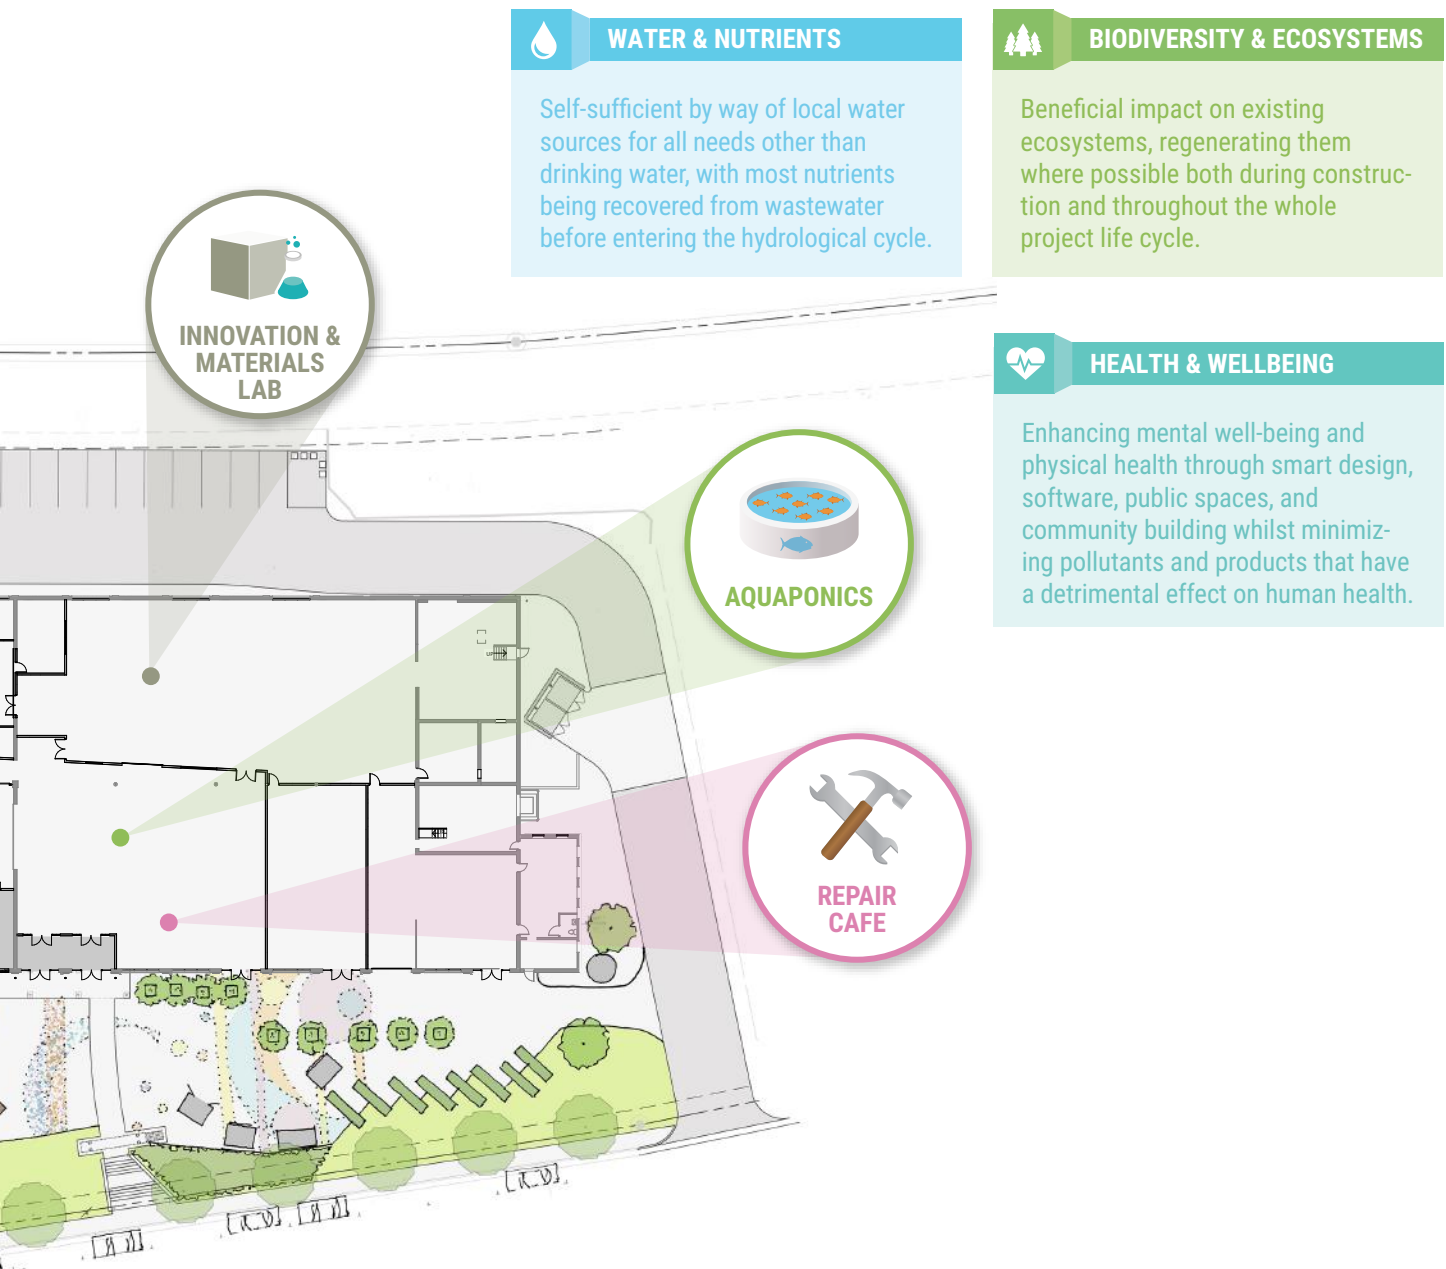 WATER & NUTRIENTS
Self-sufficient by way of local water
sources for all needs other than
drinking water, with most nutrients
being recovered from wastewater
before entering the hydrological cycle.
BIODIVERSITY & ECOSYSTEMS
Beneficial impact on existing
ecosystems, regenerating them
where possible both during construc-
tion and throughout the whole
project life cycle.
INNOVATION &
MATERIALS
LAB
HEALTH & WELLBEING
Enhancing mental well-being and
physical health through smart design,
software, public spaces, and
community building whilst minimiz-
ing pollutants and products that have
a detrimental effect on human health.
AQUAPONICS
REPAIR
CAFE